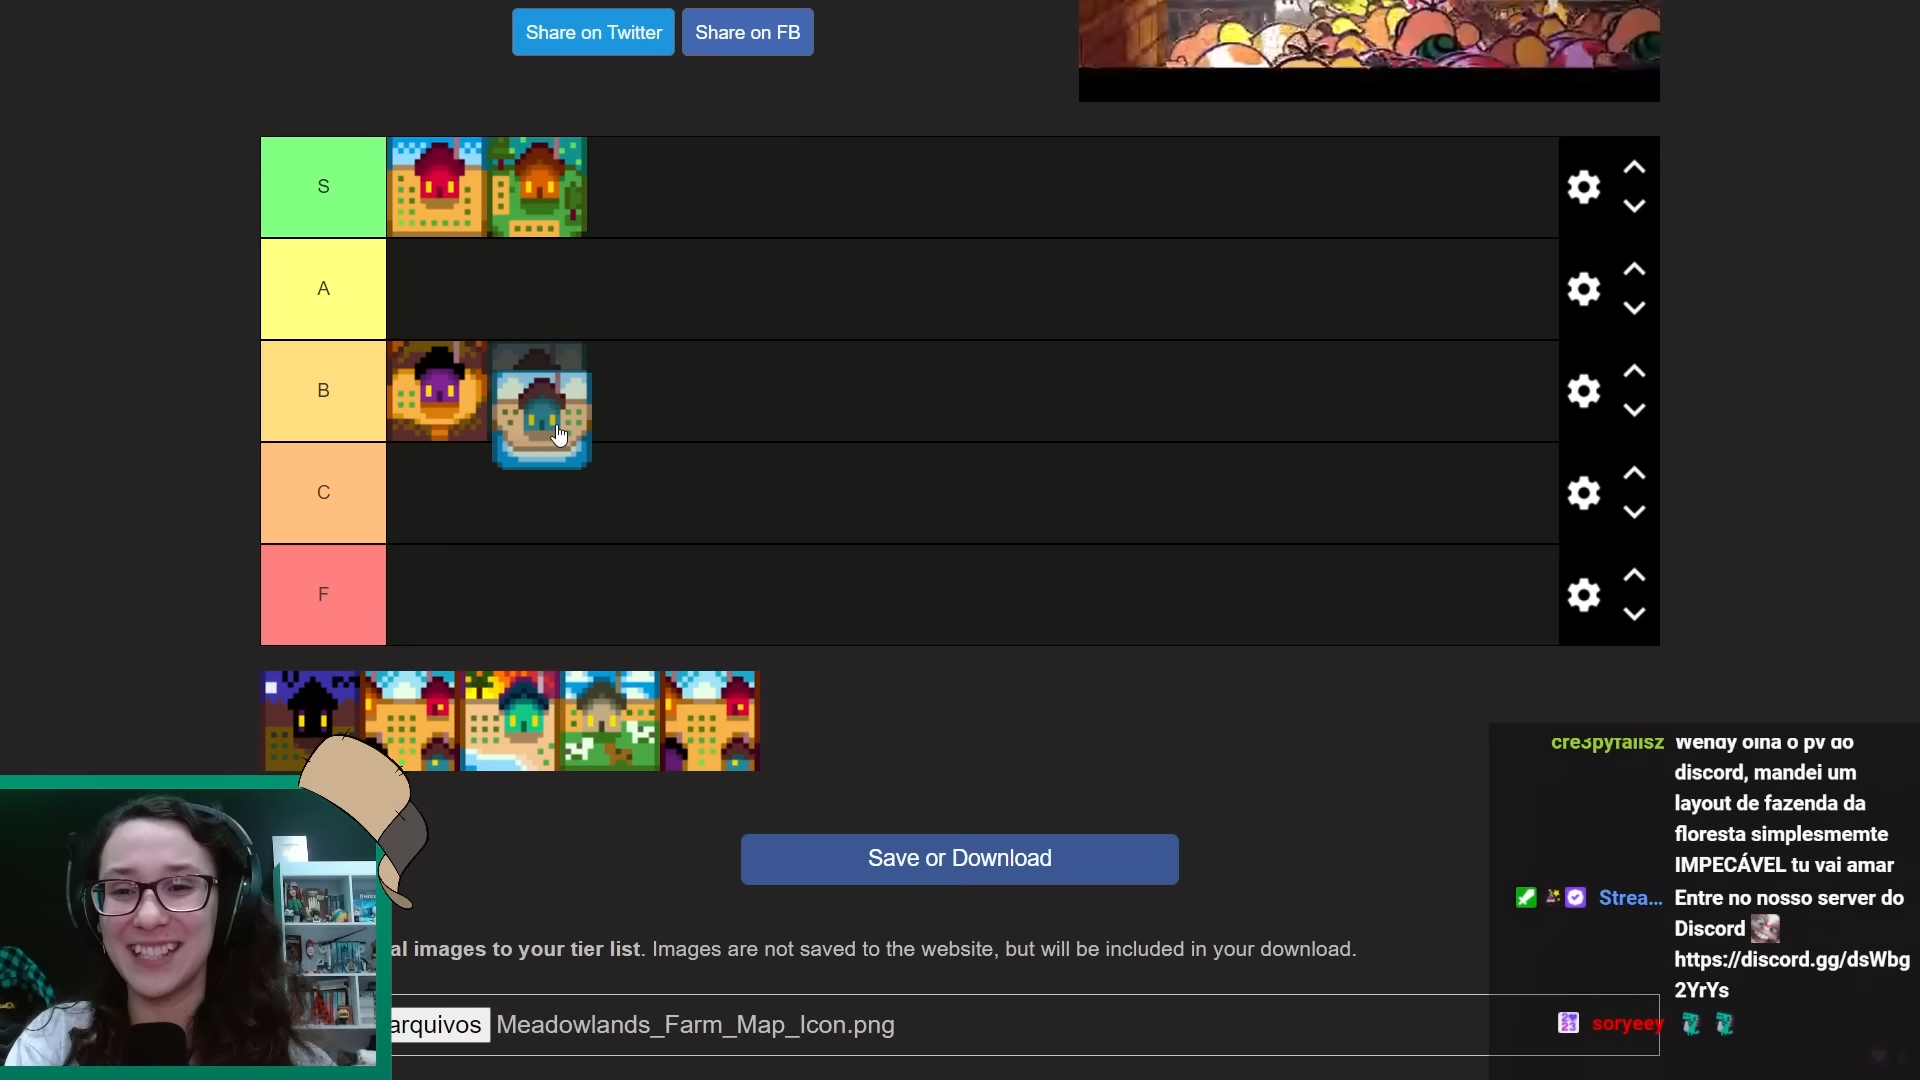 Share on Twitter
Share on FB
S
A
B
C
F
Save or Download
al images to your tier list. Images are not saved to the website, but will be included in your download.
arquivos Meadowlands_Farm_Map_Icon.png
cre3pyfallsz Wendy olha o pv do
discord, mandei um
layout de fazenda da
floresta simplesmemte
IMPECÁVEL tu vai amar
Strea... Entre no nosso server do
Discord
https://discord.gg/dsWbg
2YrYs
soryeey